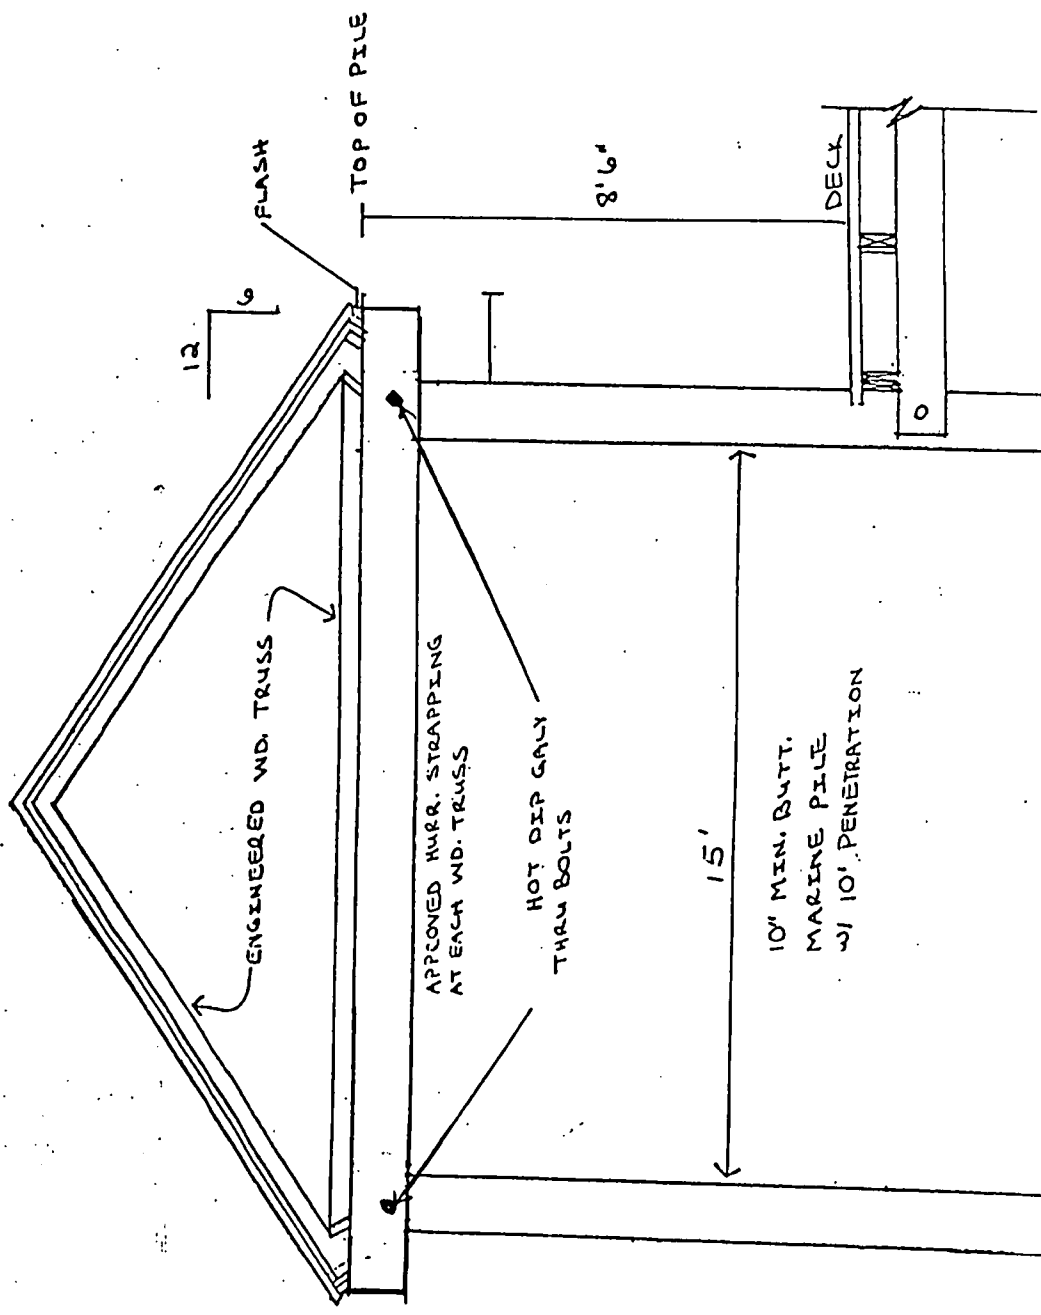 12
6
FLASH
TOP OF PILE
ENGINEERED WD. TRUSS
8'6"
DECK
APPCOVED HURR. STRAPPING
AT EACH WD. TRUSS
HOT DIP GALV
THRU BOLTS
15'
10" MIN. BUTT.
MARINE PILE
W/ 10' PENETRATION